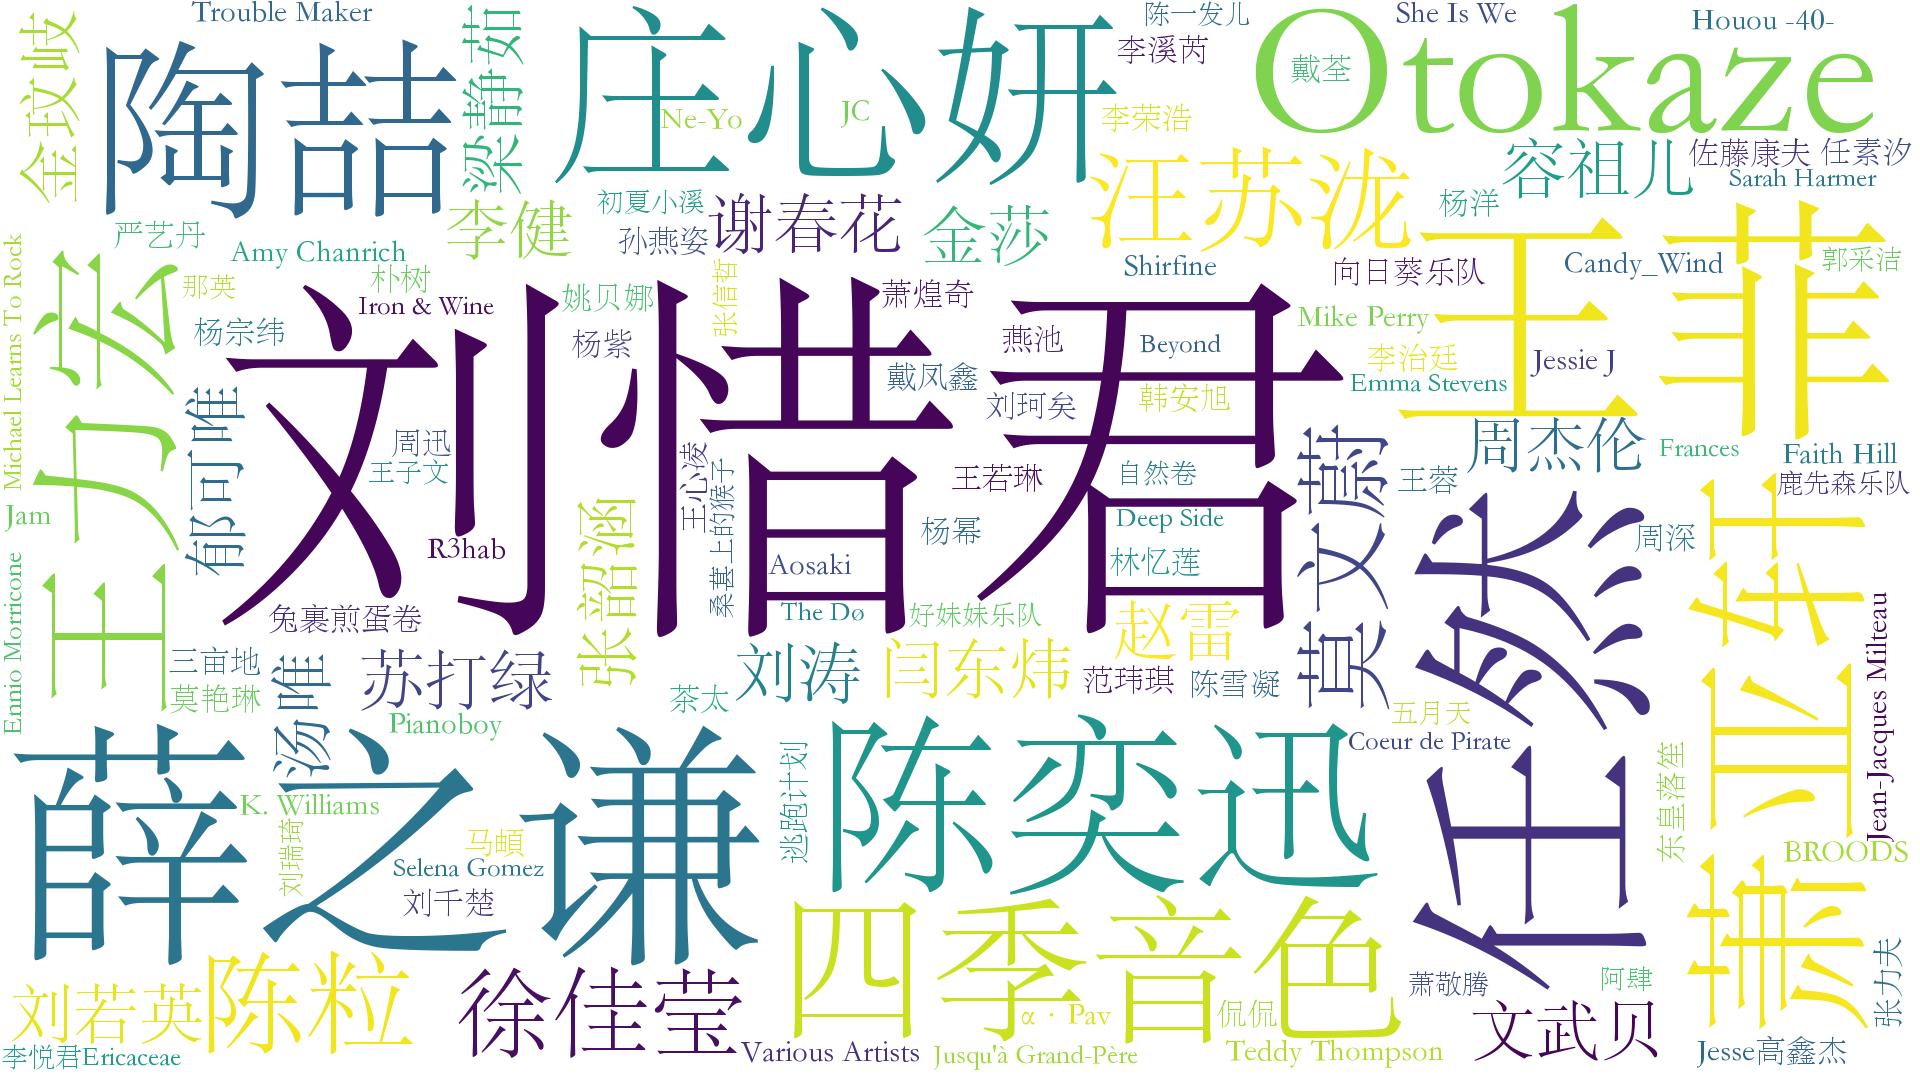 Trouble Maker
陈一发儿
She Is We
Houou -40-
金玟岐
陶喆
梁静茹
庄心妍
李溪芮
Otokaze
戴荃
Ne-Yo
JC
李荣浩
汪苏泷
容祖儿
佐藤康夫
任素汐
Sarah Harmer
杨洋
初夏小溪
谢春花
金莎
李健
孙燕姿
严艺丹
Amy Chanrich
Shirfine
向日葵乐队
王菲
Candy_Wind
郭采洁
Michael Learns To Rock
王力宏
那英
朴树
Iron & Wine
杨宗纬
刘惜君
姚贝娜
杨紫
张信哲
萧煌奇
燕池
Beyond
Mike Perry
李治廷
Jessie J
Emma Stevens
戴凤鑫
刘珂矣
韩安旭
郁可唯
周迅
王子文
王心凌
桑葚上的猴子
王若琳
自然卷
莫文蔚
王蓉
周杰伦
Frances
Faith Hill
鹿先森乐队
Jam
R3hab
张韶涵
杨幂
Deep Side
林忆莲
Aosaki
任然
周深
萧亚轩
Ennio Morricone
兔裹煎蛋卷
The Dø
好妹妹乐队
赵雷
Jean-Jacques Milteau
三亩地
莫艳琳
汤唯
苏打绿
刘涛
闫东炜
范玮琪
陈雪凝
茶太
Pianoboy
五月天
Coeur de Pirate
薛之谦
陈奕迅
逃跑计划
东皇落笙
K. Williams
刘瑞琦
马頔
Selena Gomez
刘千楚
BROODS
四季音色
刘若英
陈粒
徐佳莹
α · Pav
侃侃
萧敬腾
阿肆
张力夫
文武贝
李悦君Ericaceae
Various Artists
Jusqu'à Grand-Père
Teddy Thompson
Jesse高鑫杰